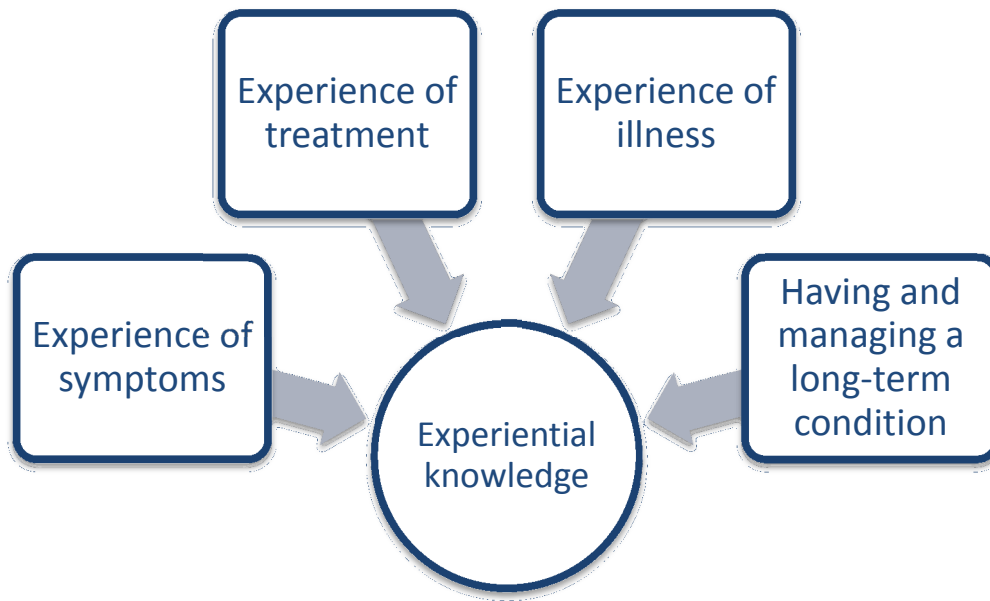 Experience of
treatment
Experience of
illness
Experience of
symptoms
Having and
managing a
long-term
condition
Experiential
knowledge